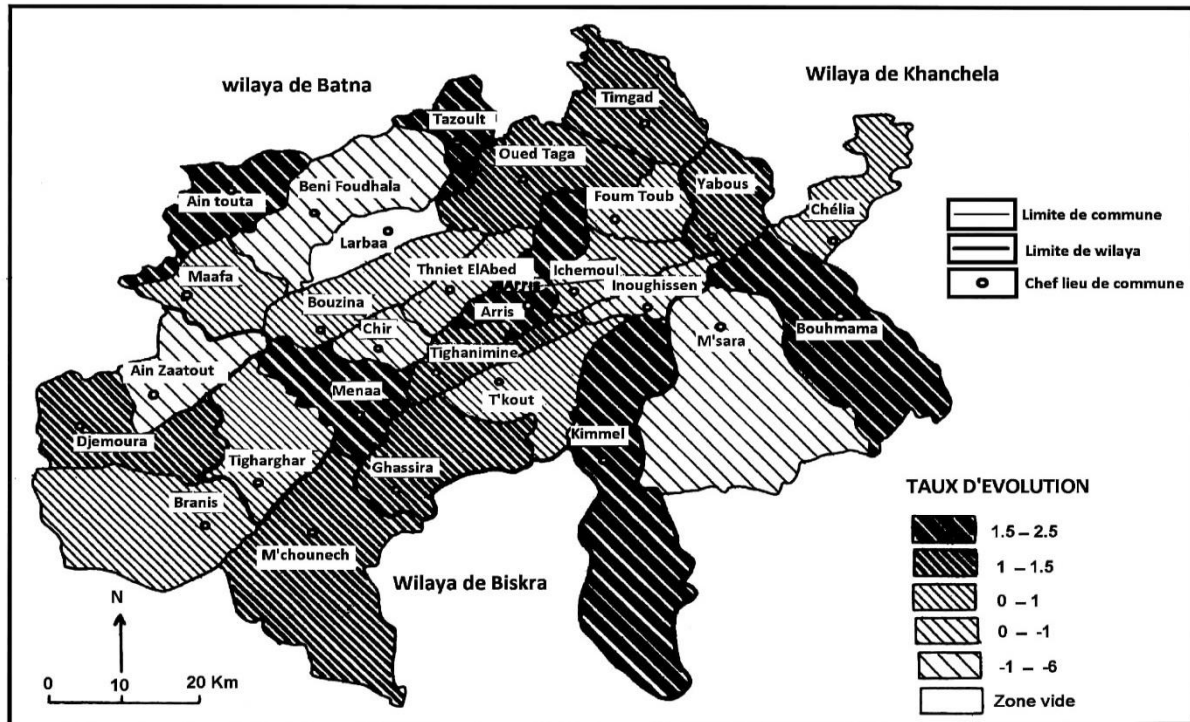 wilaya de Batna
Wilaya de Khanchela
Timgad
Tazoult
Oued Taga
Beni Foudhala
Ain touta
Foum Toub
Yabous
Chélia
Larbaa
Maafa
Thniet ElAbed
Ichemoul
Inoughissen
Bouzina
Arris
Arris
Chir
M'sara
Bouhmama
Tighanimine
Ain Zaatout
Menaa
T'kout
Djemoura
Kimmel
Tigharghar
Ghassira
Branis
M'chounech
Wilaya de Biskra
N
0 10 20 Km
Limite de commune
Limite de wilaya
Chef lieu de commune
TAUX D'EVOLUTION
1.5 – 2.5
1 – 1.5
0 – 1
0 – -1
-1 – -6
Zone vide